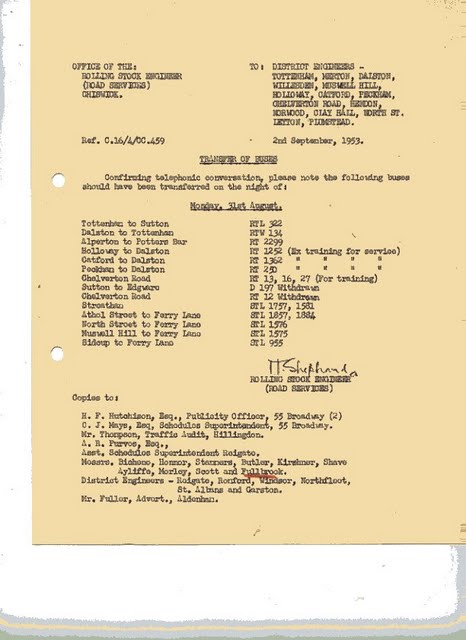 OFFICE OF THE:
ROLLING STOCK ENGINEER
(ROAD SERVICES)
CHISWICK.
TO: DISTRICT ENGINEERS -
TOTTENHAM, MERTON, DALSTON,
WILLESDEN, MUSWELL HILL,
HOLLOWAY, CATFORD, PECKHAM,
CHELVERTON ROAD, HENDON,
NORWOOD, CLAY HALL, NORTH ST.
LEYTON, PLUMSTEAD.
Ref. C.16/4/CC.459
2nd September, 1953.
TRANSFER OF BUSES
Confirming telephonic conversation, please note the following buses
should have been transferred on the night of:
Monday, 31st August.
Tottenham to Sutton RTL 322
Dalston to Tottenham RTW 134
Alperton to Potters Bar RT 2299
Holloway to Dalston RT 1252 (Ex training for service)
Catford to Dalston RT 1362 " " " "
Peckham to Dalston RT 250 " " " "
Chelverton Road RT 13, 16, 27 (For training)
Sutton to Edgware D 197 Withdrawn
Chelverton Road RT 12 Withdrawn
Streatham STL 1757, 1581
Athol Street to Ferry Lane STL 1857, 1884
North Street to Ferry Lane STL 1576
Muswell Hill to Ferry Lane STL 1575
Sidcup to Ferry Lane STL 955
ROLLING STOCK ENGINEER
(ROAD SERVICES)
Copies to:
H. F. Hutchison, Esq., Publicity Officer, 55 Broadway (2)
C. J. Mays, Esq, Schedules Superintendent, 55 Broadway.
Mr. Thompson, Traffic Audit, Hillingdon.
A. R. Purves, Esq.,
Asst. Schedules Superintendent Reigate.
Messrs. Bicheno, Honnor, Stanners, Butler, Kirshner, Shave
Ayliffe, Morley, Scott and Fullbrook.
District Engineers - Reigate, Romford, Windsor, Northfleet,
St. Albans and Garston.
Mr. Fuller, Advert., Aldenham.